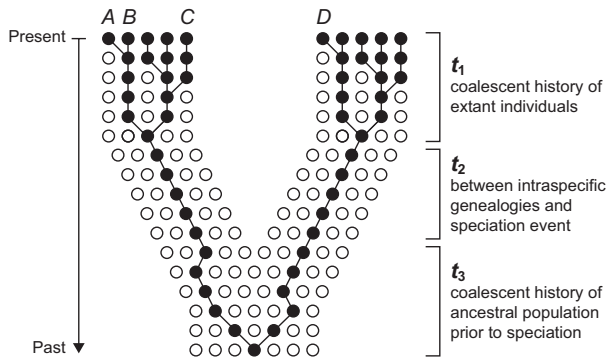 A B C D
Present
t1
coalescent history of
extant individuals
t2
between intraspecific
genealogies and
speciation event
t3
coalescent history of
ancestral population
prior to speciation
Past